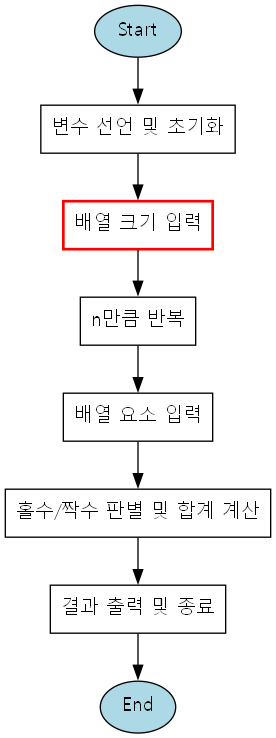 Start
변수 선언 및 초기화
배열 크기 입력
n만큼 반복
배열 요소 입력
홀수/짝수 판별 및 합계 계산
결과 출력 및 종료
End